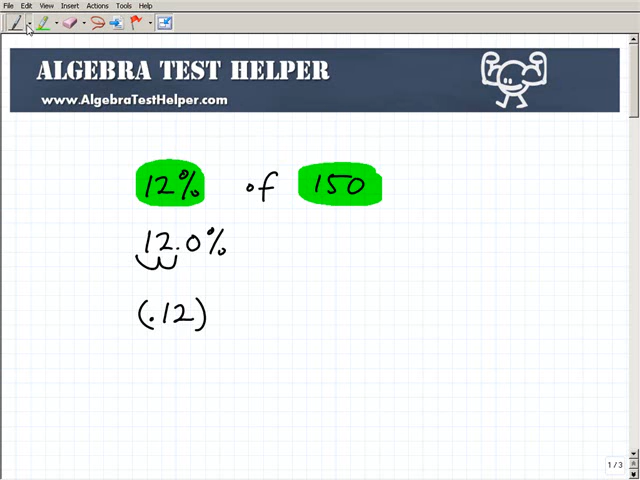 File Edit View Insert Actions Tools Help
ALGEBRA TEST HELPER
www.AlgebraTestHelper.com
12% of 150
12.0%
(.12)
1/3